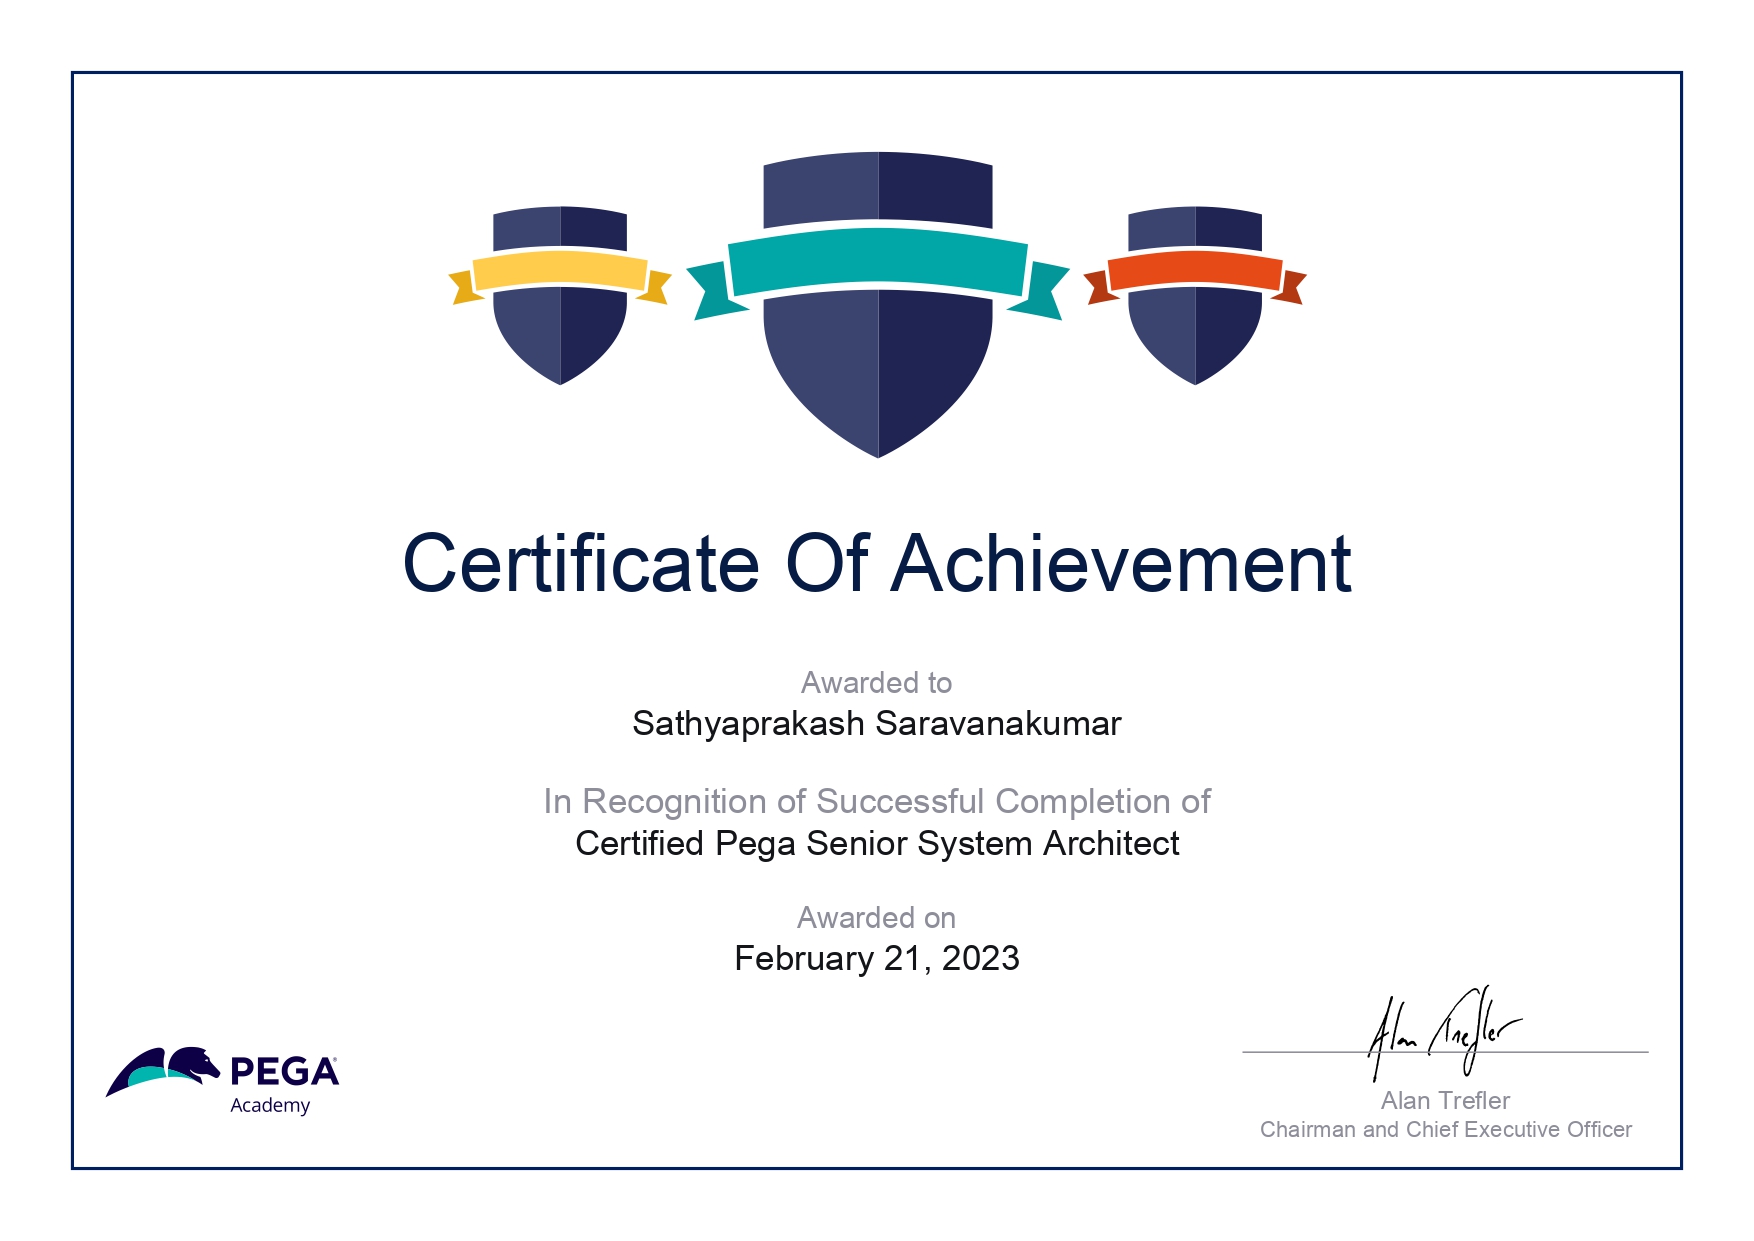 Certificate Of Achievement
Awarded to
Sathyaprakash Saravanakumar
In Recognition of Successful Completion of
Certified Pega Senior System Architect
Awarded on
February 21, 2023
PEGA®
Academy
Alan Trefler
Alan Trefler
Chairman and Chief Executive Officer